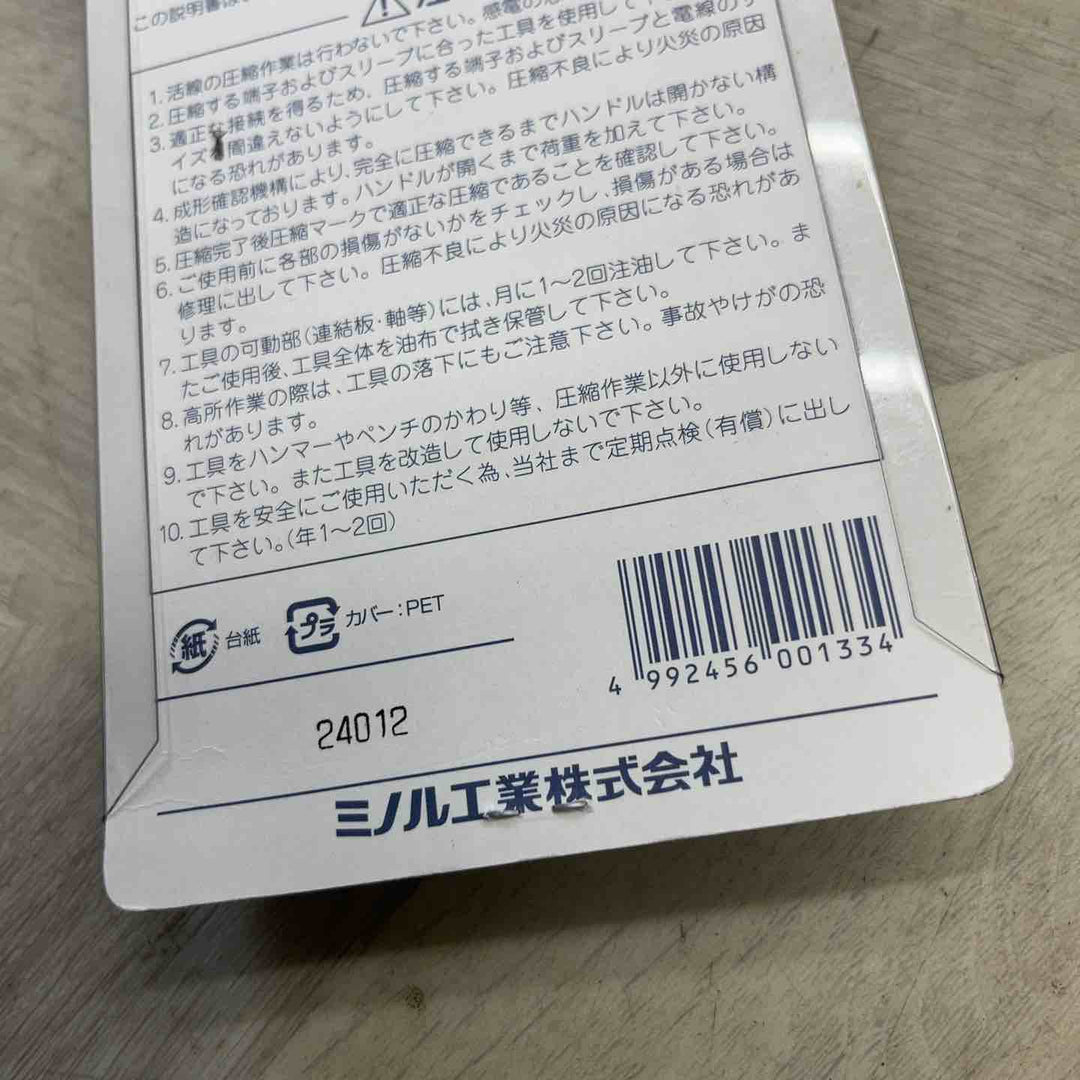 この説明書は
1. 活線の圧縮作業は行わないで下さい。感電の恐
2. 圧縮する端子およびスリーブに合った工具を使用して
3. 適正な接続を得るため、圧縮する端子およびスリーブと電線の
イズ 間違えないようにして下さい。圧縮不良により火災の原因
になる恐れがあります。
4. 成形確認機構により、完全に圧縮できるまでハンドルは開かない構
造になっております。ハンドルが開くまで荷重を加えて下さい。
5. 圧縮完了後圧縮マークで適正な圧縮であることを確認して下さい。
6. ご使用前に各部の損傷がないかをチェックし、損傷がある場合は
修理に出して下さい。圧縮不良により火災の原因になる恐れがあ
ります。
7. 工具の可動部(連結板・軸等)には、月に1〜2回注油して下さい。ま
たご使用後、工具全体を油布で拭き保管して下さい。
8. 高所作業の際は、工具の落下にもご注意下さい。事故やけがの恐
れがあります。
9. 工具をハンマーやペンチのかわり等、圧縮作業以外に使用しない
で下さい。また工具を改造して使用しないで下さい。
10. 工具を安全にご使用いただく為、当社まで定期点検(有償)に出し
て下さい。(年1〜2回)
紙 台紙 プラ カバー:PET
4 992456 001334
24012
ミノル工業株式会社